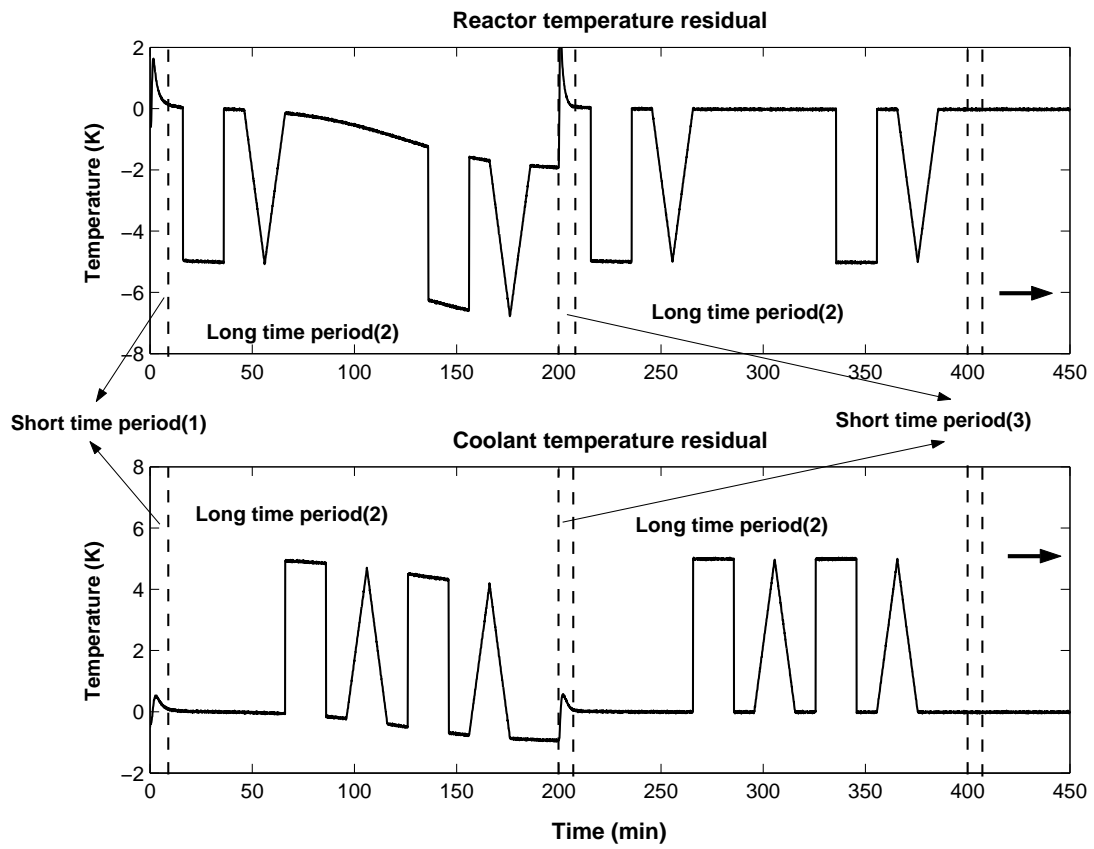 Reactor temperature residual
2
0
−2
−4
−6
−8
Temperature (K)
Long time period(2)
Long time period(2)
0 50 100 150 200 250 300 350 400 450
Short time period(1)
Short time period(3)
Coolant temperature residual
8
6
4
2
0
−2
Temperature (K)
Long time period(2)
Long time period(2)
0 50 100 150 200 250 300 350 400 450
Time (min)